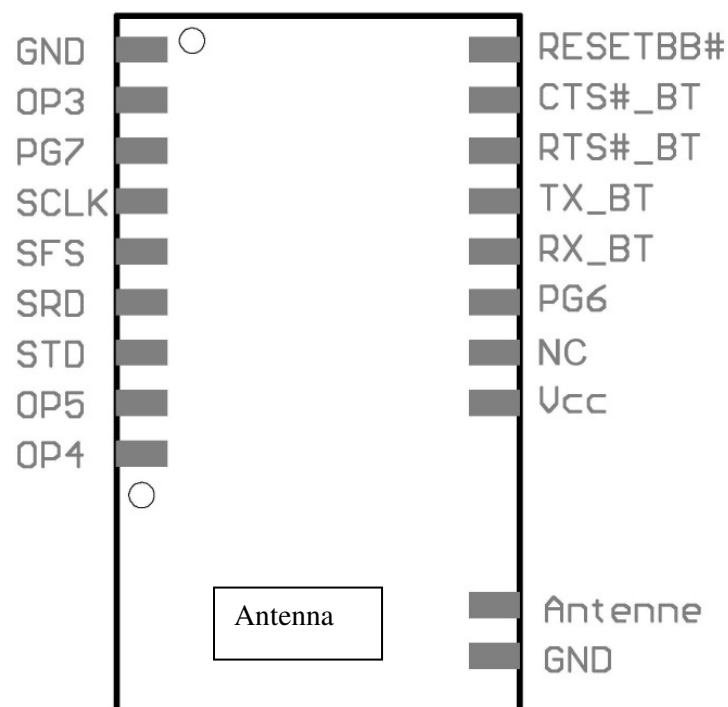 GND
OP3
PG7
SCLK
SFS
SRD
STD
OP5
OP4
RESETBB#
CTS#_BT
RTS#_BT
TX_BT
RX_BT
PG6
NC
Vcc
Antenna
Antenne
GND